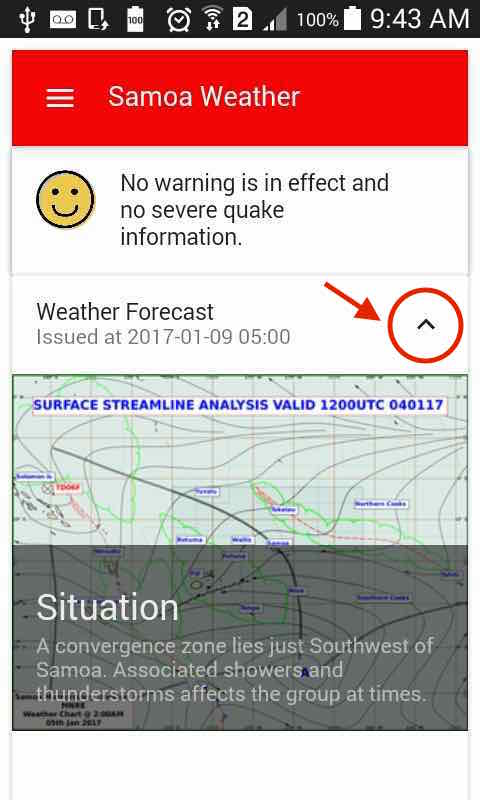 100
2
100%
9:43 AM
Samoa Weather
No warning is in effect and
no severe quake
information.
Weather Forecast
Issued at 2017-01-09 05:00
SURFACE STREAMLINE ANALYSIS VALID 1200UTC 040117
Solomon Is
TD06F
Tuvalu
Tokelau
Northern Cooks
Rotuma
Wallis
Samoa
Futuna
Vanuatu
Fiji
Niue
Tonga
Southern Cooks
Tahiti
Situation
A convergence zone lies just Southwest of
Samoa. Associated showers and
A
thunderstorms affects the group at times.
MNRE
Weather Chart @ 2:00AM
05th Jan 2017